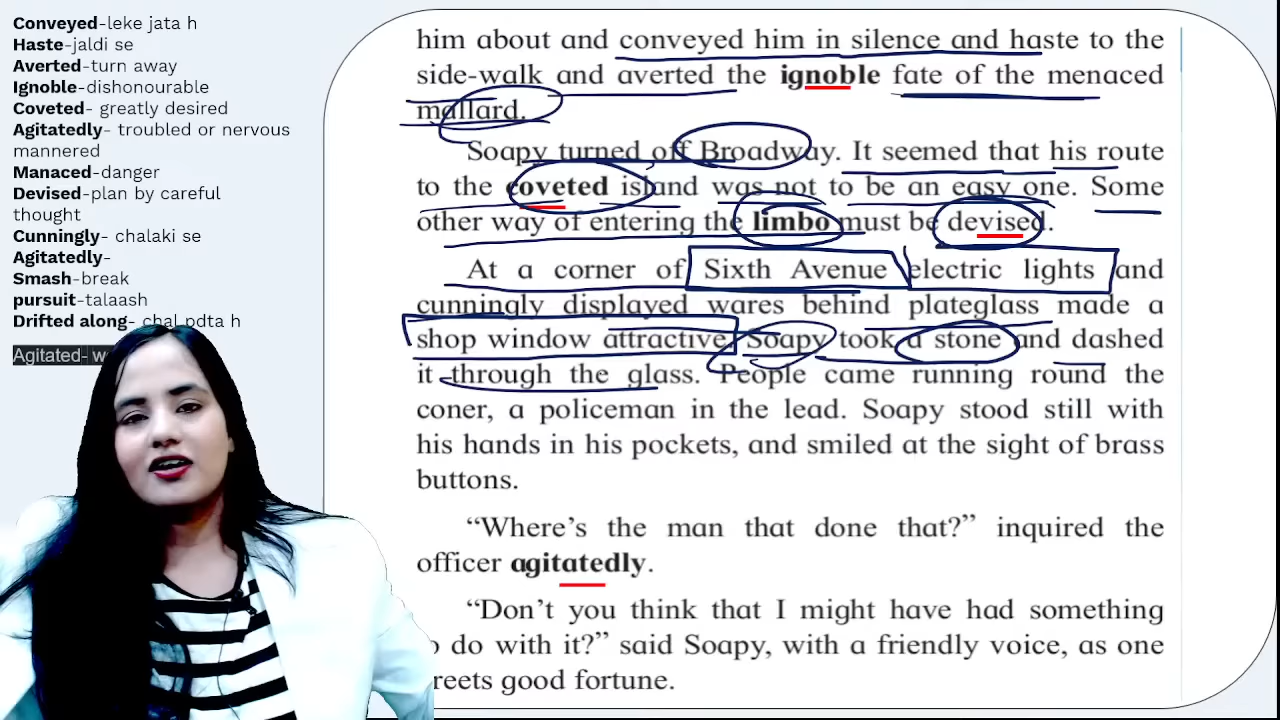 Conveyed-leke jata h
Haste-jaldi se
Averted-turn away
Ignoble-dishonourable
Coveted- greatly desired
Agitatedly- troubled or nervous
mannered
Manaced-danger
Devised-plan by careful
thought
Cunningly- chalaki se
Agitatedly-
Smash-break
pursuit-talaash
Drifted along- chal pdta h
Agitated-
him about and conveyed him in silence and haste to the
side-walk and averted the ignoble fate of the menaced
mallard.
Soapy turned off Broadway. It seemed that his route
to the coveted island was not to be an easy one. Some
other way of entering the limbo must be devised.
At a corner of Sixth Avenue electric lights and
cunningly displayed wares behind plateglass made a
shop window attractive. Soapy took a stone and dashed
it through the glass. People came running round the
coner, a policeman in the lead. Soapy stood still with
his hands in his pockets, and smiled at the sight of brass
buttons.
“Where’s the man that done that?” inquired the
officer agitatedly.
“Don’t you think that I might have had something
do with it?” said Soapy, with a friendly voice, as one
good fortune.